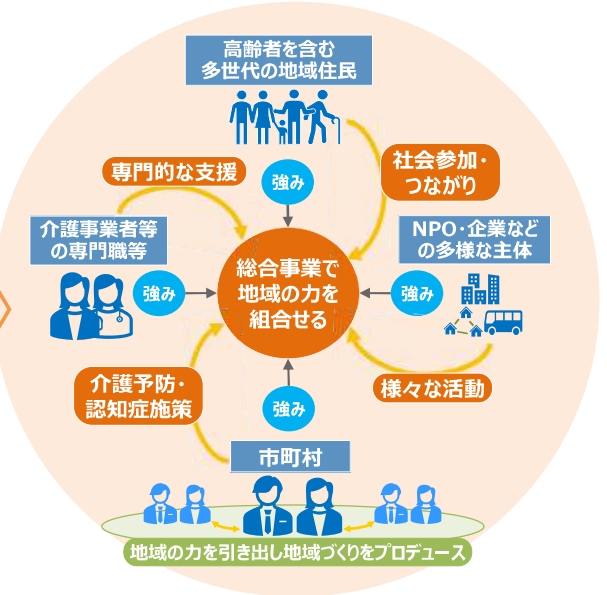 高齢者を含む
多世代の地域住民
専門的な支援
強み
社会参加・
つながり
介護事業者等
の専門職等
NPO・企業など
の多様な主体
総合事業で
地域の力を
組合せる
強み
強み
介護予防・
認知症施策
様々な活動
強み
市町村
地域の力を引き出し地域づくりをプロデュース